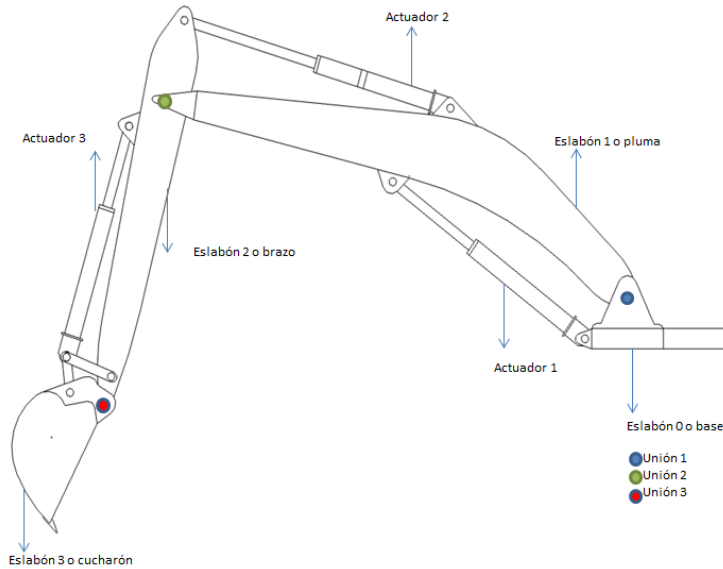 Actuador 2
Actuador 3
Eslabón 1 o pluma
Eslabón 2 o brazo
Actuador 1
Eslabón 0 o base
Unión 1
Unión 2
Unión 3
Eslabón 3 o cucharón